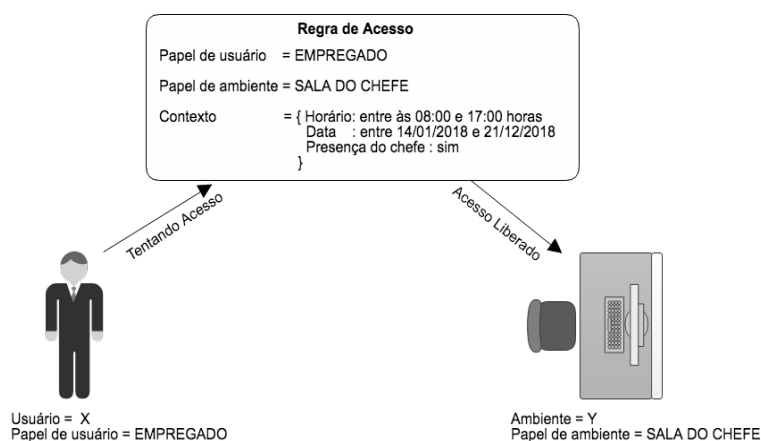 Regra de Acesso
Papel de usuário = EMPREGADO
Papel de ambiente = SALA DO CHEFE
Contexto = { Horário: entre às 08:00 e 17:00 horas
Data : entre 14/01/2018 e 21/12/2018
Presença do chefe : sim
}
Tentando Acesso
Acesso Liberado
Usuário = X
Papel de usuário = EMPREGADO
Ambiente = Y
Papel de ambiente = SALA DO CHEFE